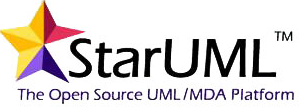 StarUML™
The Open Source UML/MDA Platform